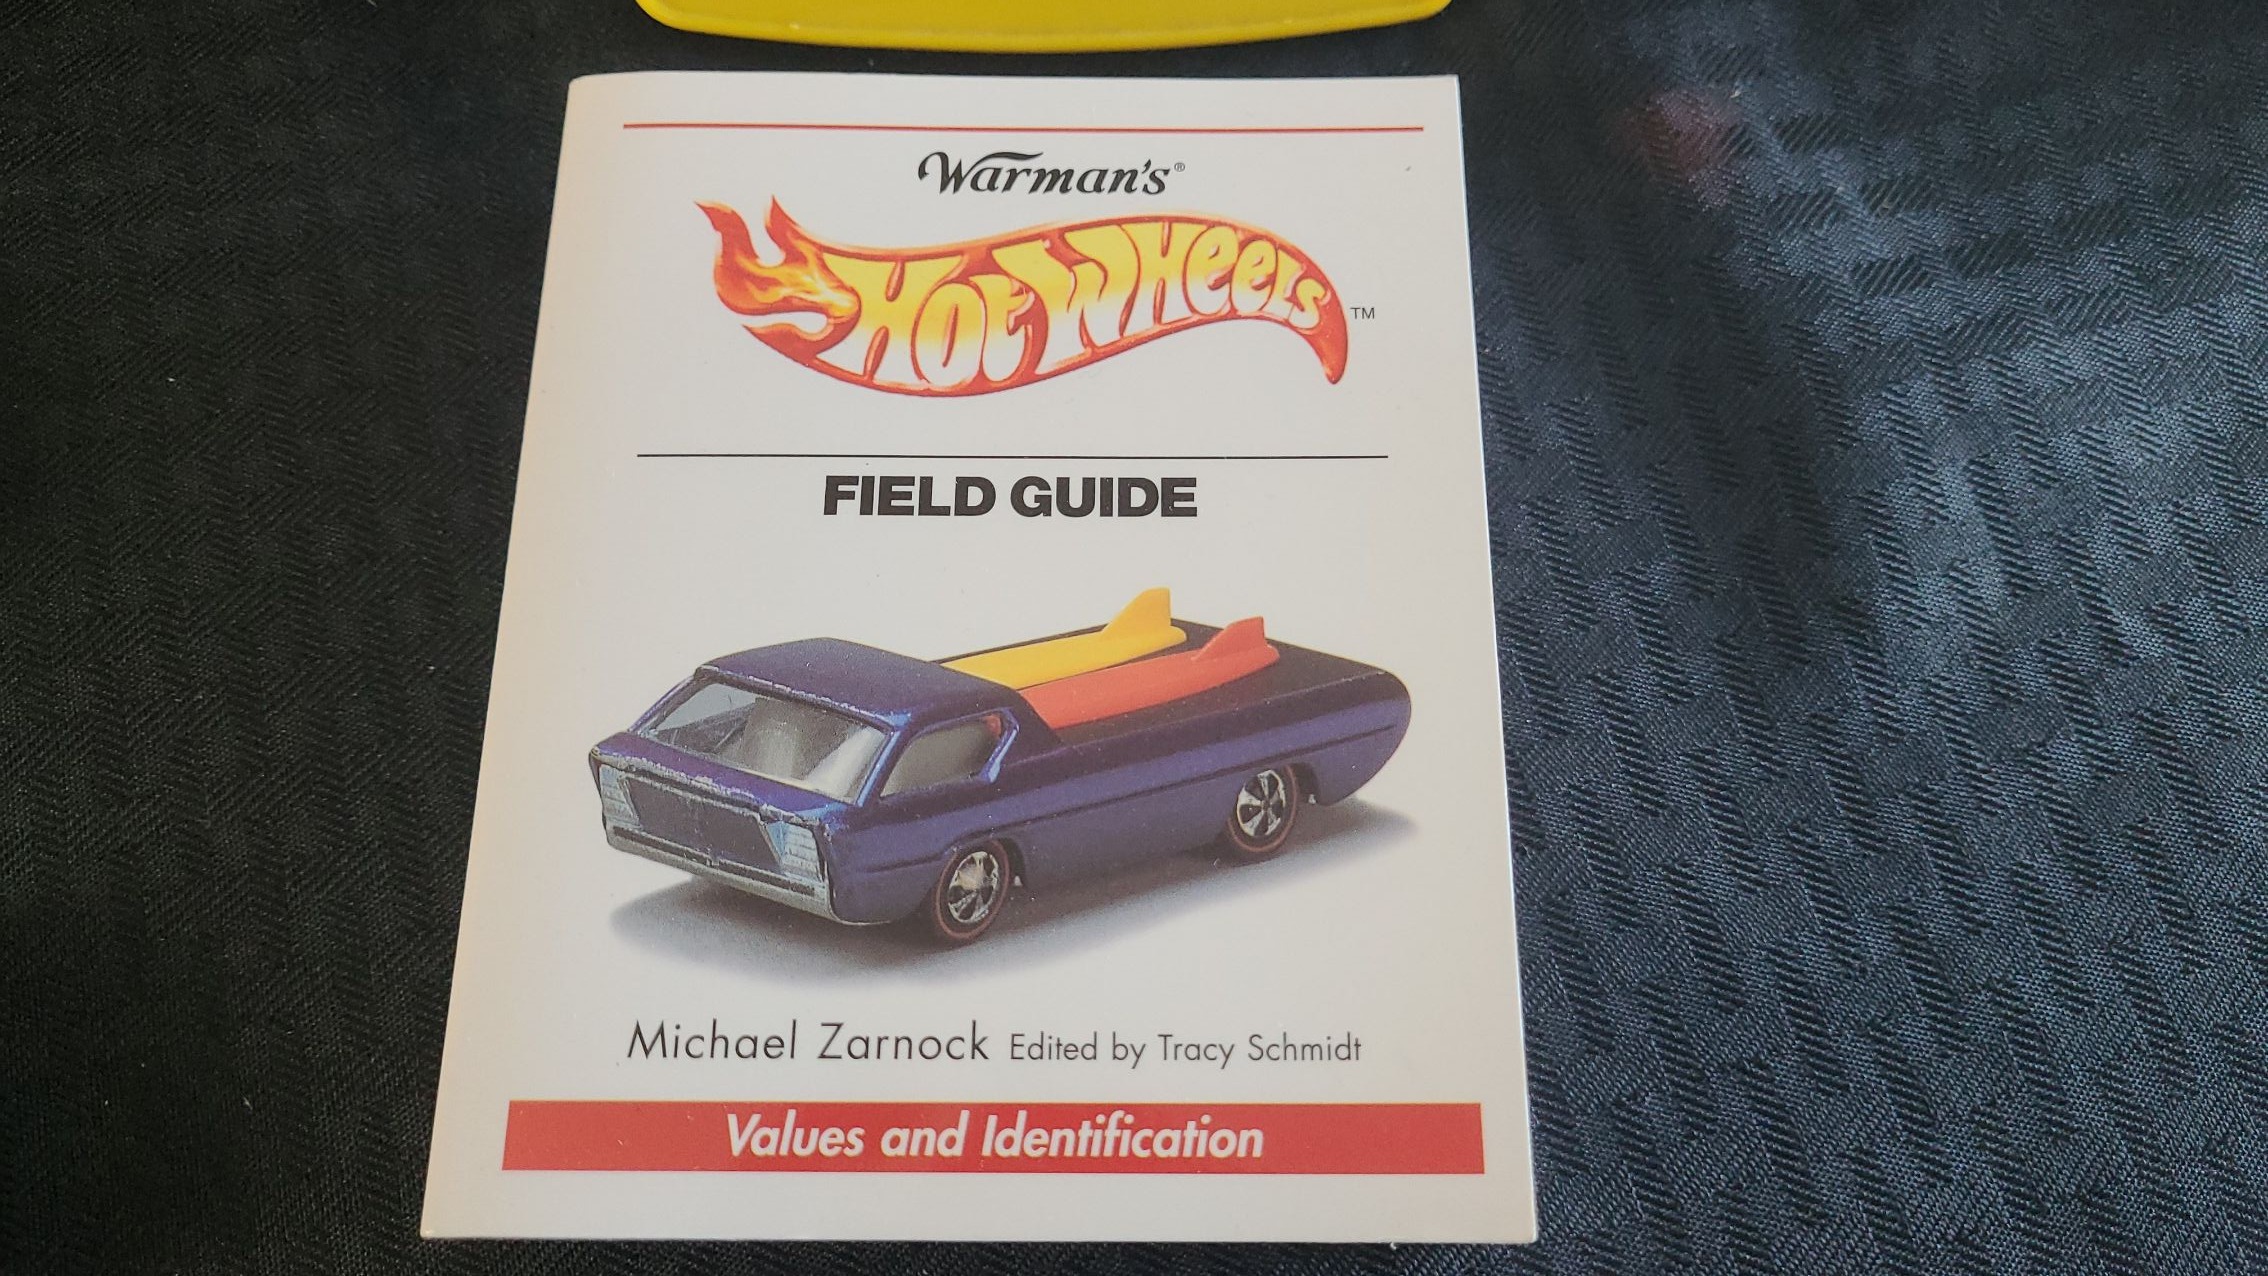 Warman's®
Hot Wheels™
FIELD GUIDE
Michael Zarnock Edited by Tracy Schmidt
Values and Identification